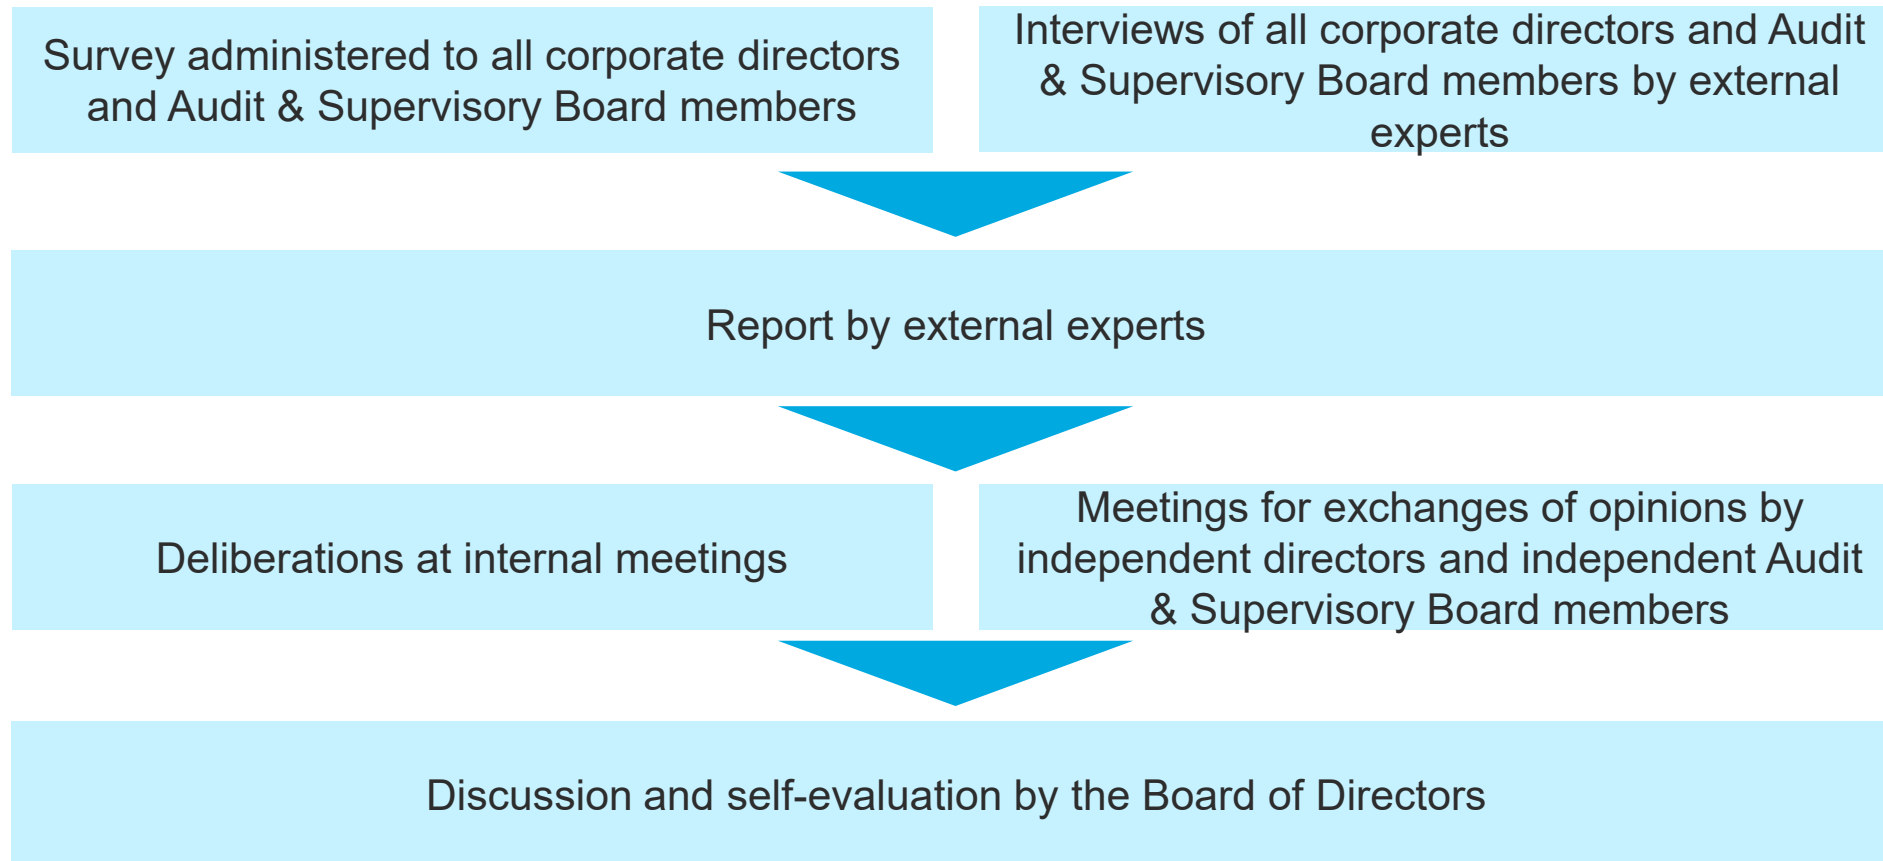 Survey administered to all corporate directors
and Audit & Supervisory Board members
Interviews of all corporate directors and Audit
& Supervisory Board members by external
experts
Report by external experts
Deliberations at internal meetings
Meetings for exchanges of opinions by
independent directors and independent Audit
& Supervisory Board members
Discussion and self-evaluation by the Board of Directors